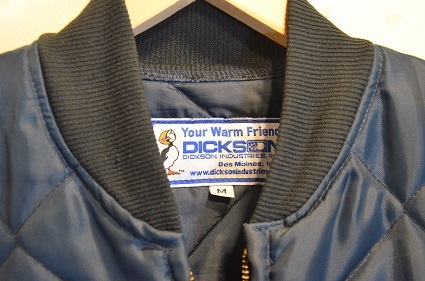 Your Warm Friend
DICKSON
DICKSON INDUSTRIES, I
Des Moines, I
www.dicksonindustries
M